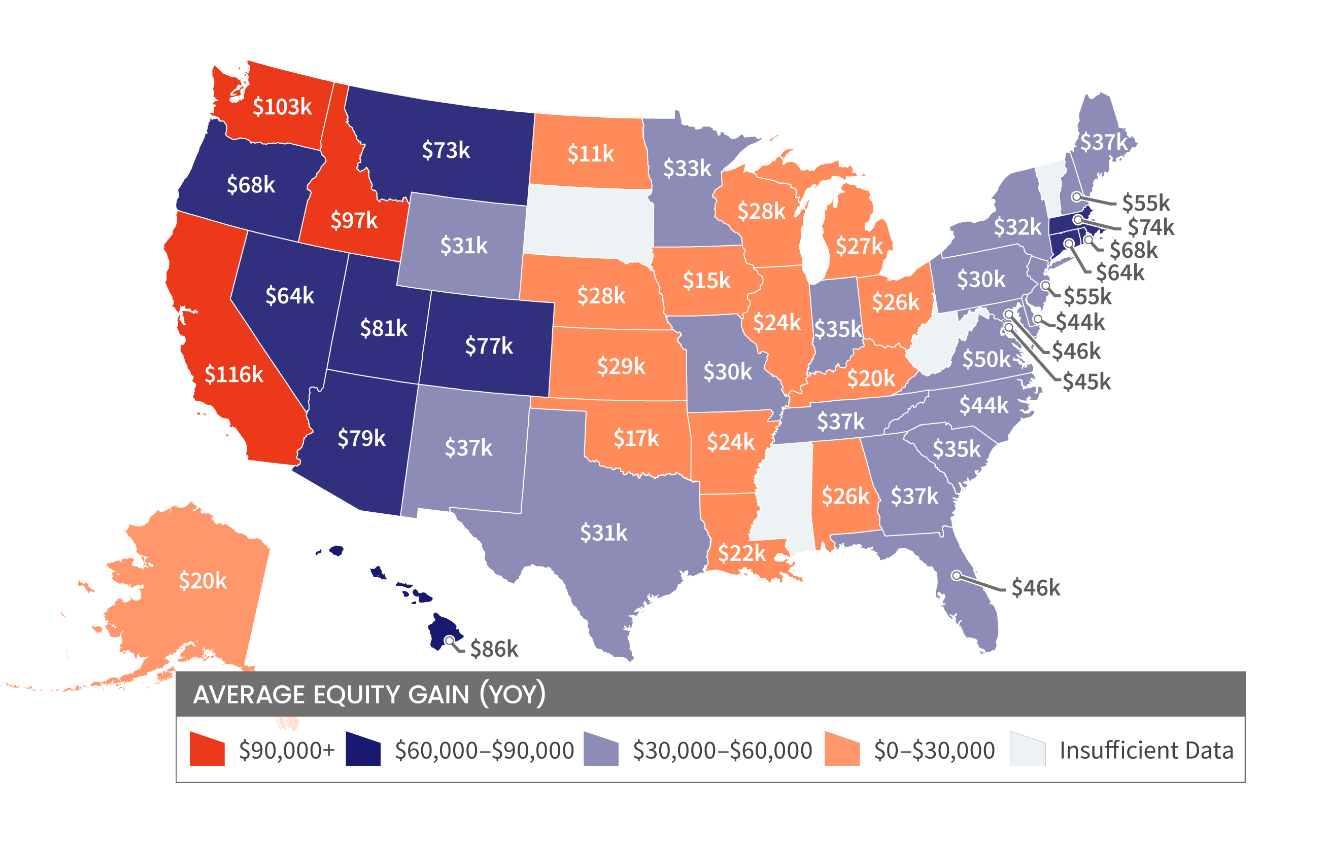 $103k
$73k
$11k
$33k
$37k
$68k
$97k
$31k
$28k
$27k
$32k
$55k
$74k
$68k
$64k
$64k
$81k
$77k
$28k
$15k
$30k
$55k
$26k
$24k
$35k
$44k
$46k
$45k
$116k
$29k
$30k
$20k
$50k
$79k
$37k
$17k
$24k
$37k
$44k
$35k
$26k
$37k
$31k
$22k
$20k
$46k
$86k
AVERAGE EQUITY GAIN (YOY)
$90,000+ $60,000–$90,000 $30,000–$60,000 $0–$30,000 Insufficient Data